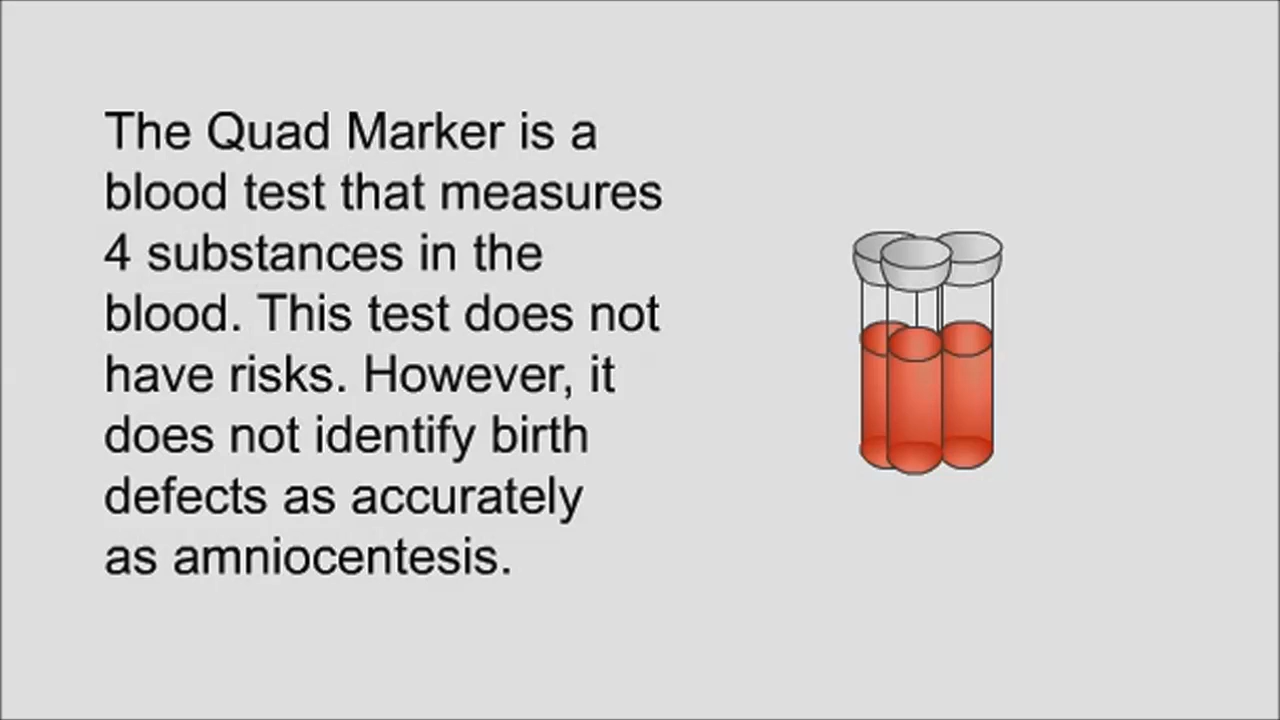 The Quad Marker is a
blood test that measures
4 substances in the
blood. This test does not
have risks. However, it
does not identify birth
defects as accurately
as amniocentesis.